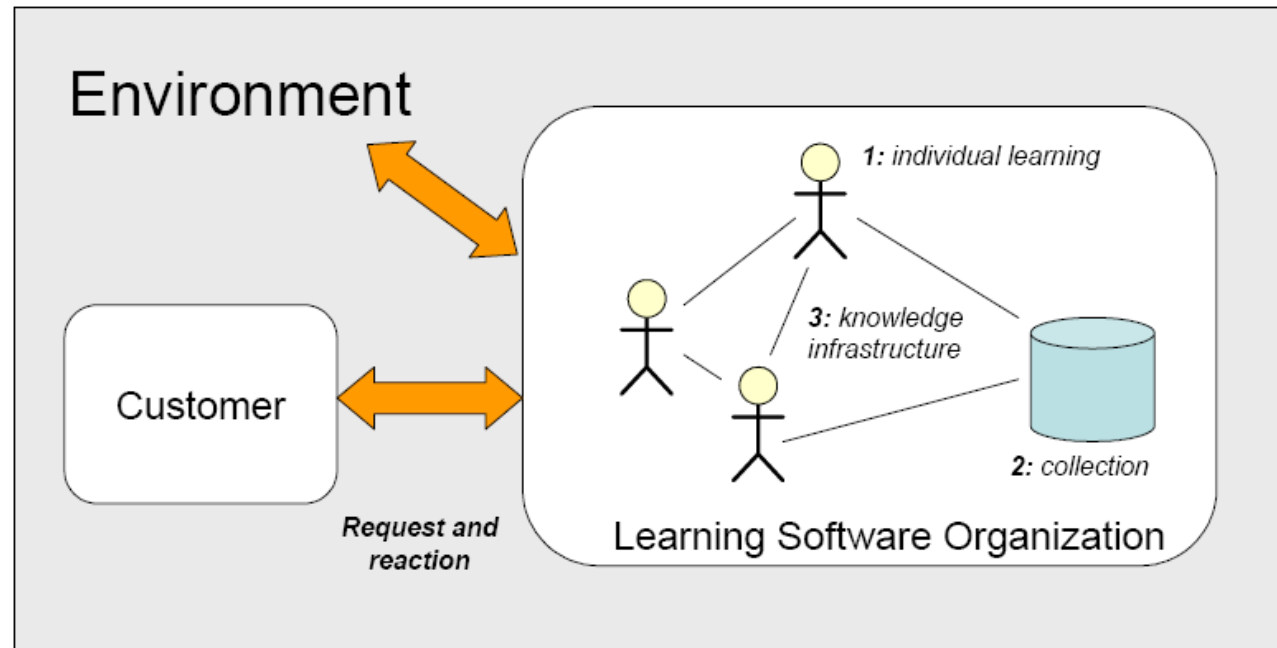 Environment
1: individual learning
3: knowledge
infrastructure
Customer
2: collection
Request and
reaction
Learning Software Organization